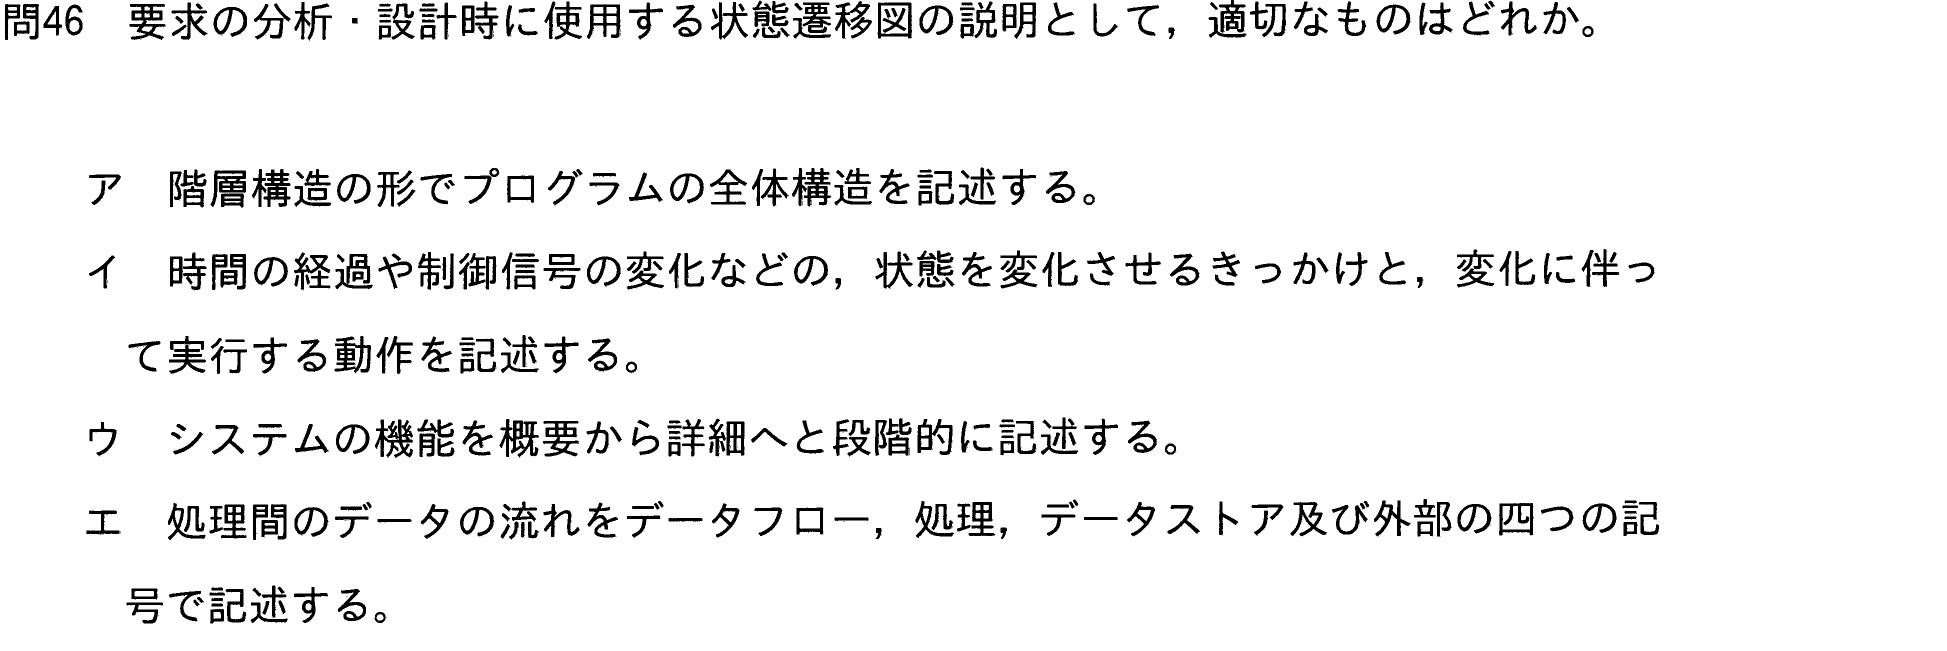 問46　要求の分析・設計時に使用する状態遷移図の説明として，適切なものはどれか。
ア　階層構造の形でプログラムの全体構造を記述する。
イ　時間の経過や制御信号の変化などの，状態を変化させるきっかけと，変化に伴っ
て実行する動作を記述する。
ウ　システムの機能を概要から詳細へと段階的に記述する。
エ　処理間のデータの流れをデータフロー，処理，データストア及び外部の四つの記
号で記述する。